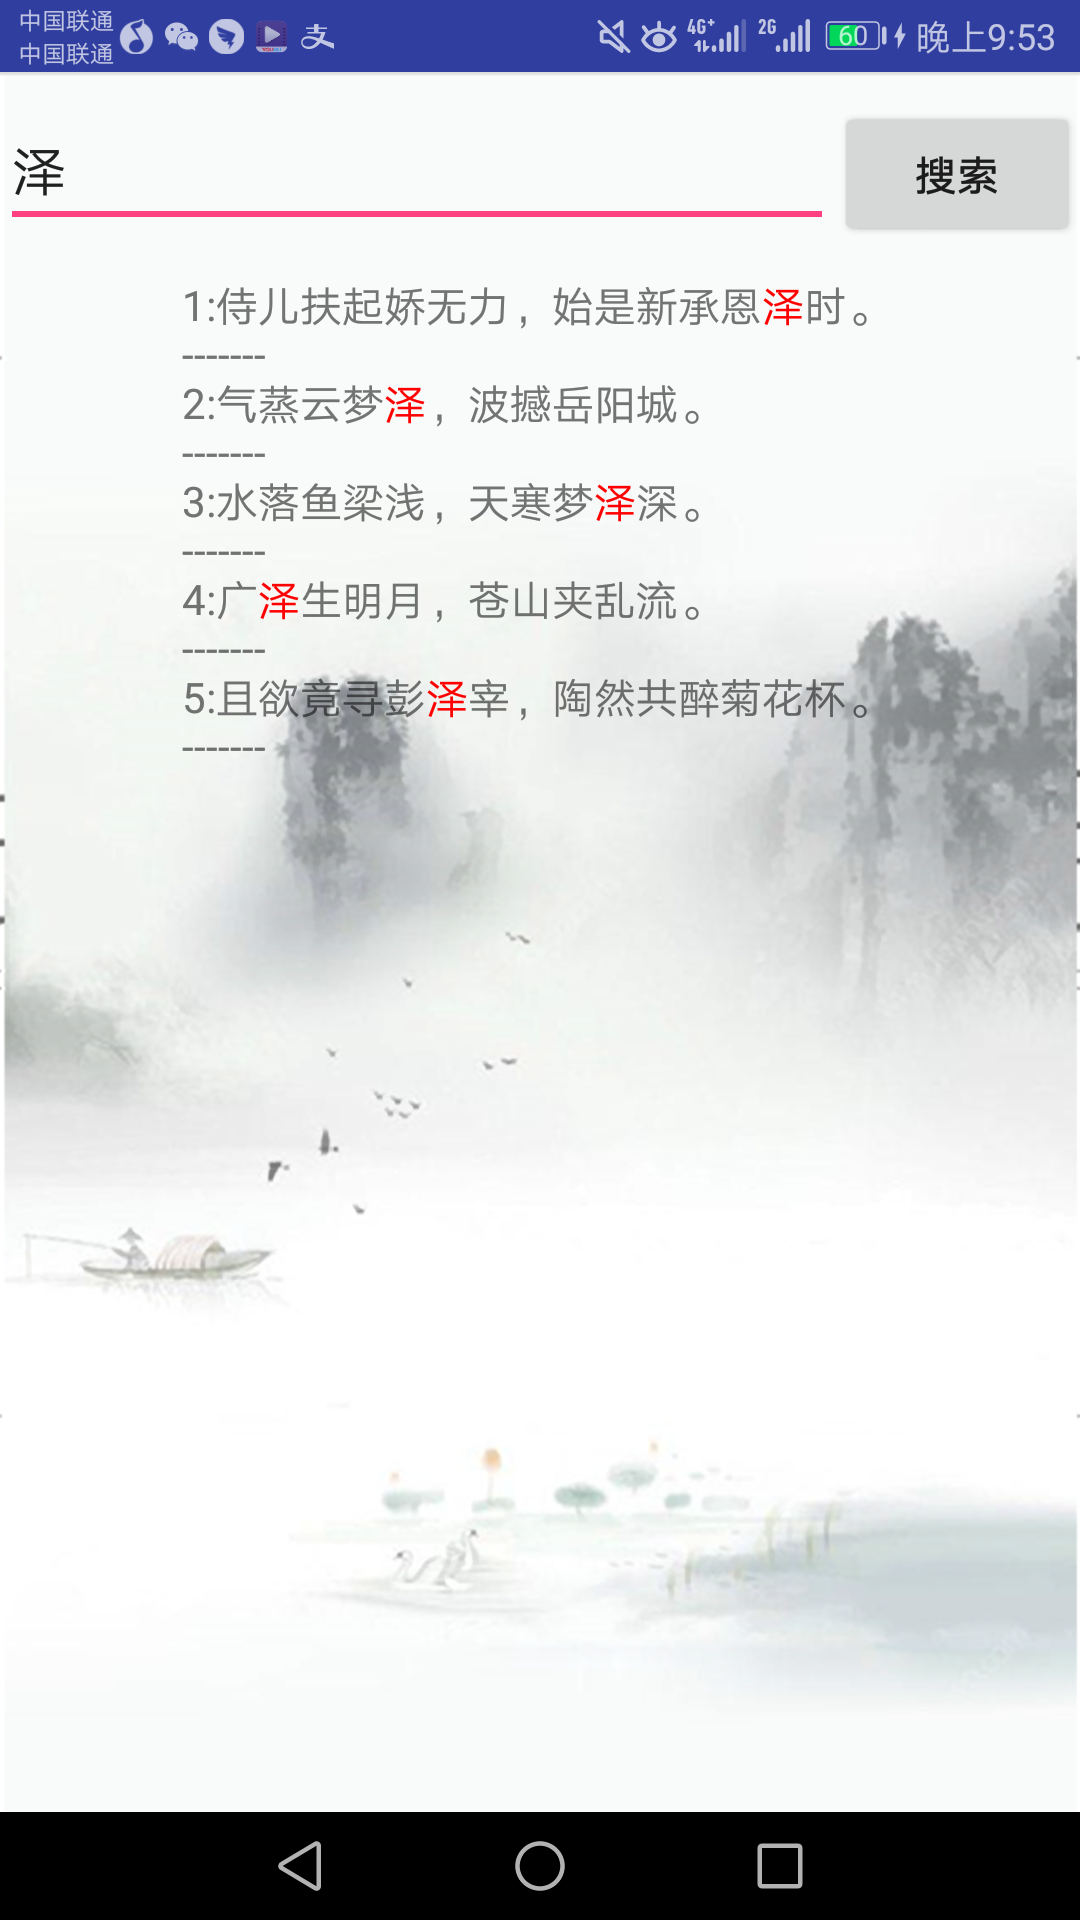 中国联通
中国联通
4G+ 2G 60 晚上9:53
泽 搜索
1:侍儿扶起娇无力，始是新承恩泽时。
-------
2:气蒸云梦泽，波撼岳阳城。
-------
3:水落鱼梁浅，天寒梦泽深。
-------
4:广泽生明月，苍山夹乱流。
-------
5:且欲竟寻彭泽宰，陶然共醉菊花杯。
-------